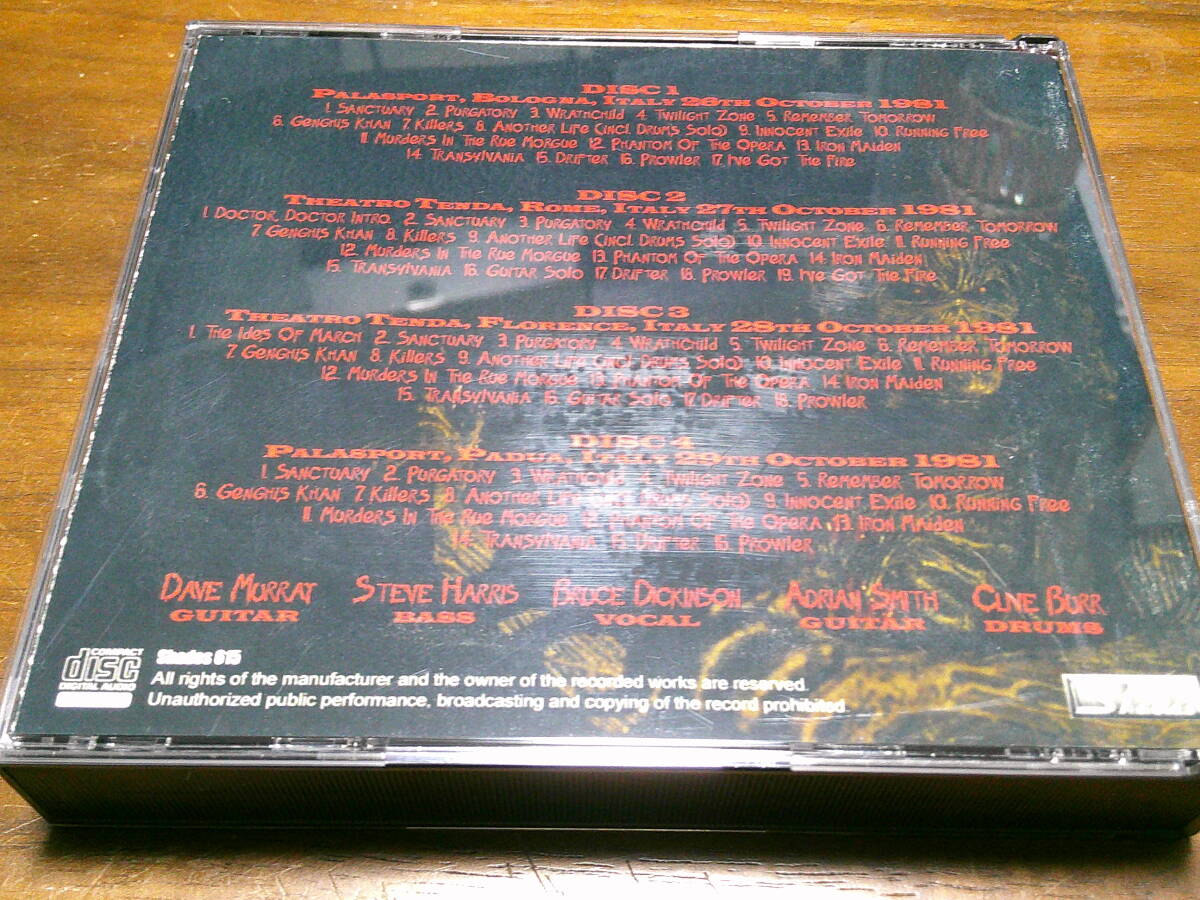 DISC 1
PALASPORT, BOLOGNA, ITALY 26TH OCTOBER 1981
1. SANCTUARY 2. PURGATORY 3. WRATHCHILD 4. TWILIGHT ZONE 5. REMEMBER TOMORROW
6. GENGHIS KHAN 7. KILLERS 8. ANOTHER LIFE (INCL. DRUMS SOLO) 9. INNOCENT EXILE 10. RUNNING FREE
11. MURDERS IN THE RUE MORGUE 12. PHANTOM OF THE OPERA 13. IRON MAIDEN
14. TRANSYLVANIA 15. DRIFTER 16. PROWLER 17. I'VE GOT THE FIRE
DISC 2
THEATRO TENDA, ROME, ITALY 27TH OCTOBER 1981
1. DOCTOR, DOCTOR INTRO. 2. SANCTUARY 3. PURGATORY 4. WRATHCHILD 5. TWILIGHT ZONE 6. REMEMBER TOMORROW
7. GENGHIS KHAN 8. KILLERS 9. ANOTHER LIFE (INCL. DRUMS SOLO) 10. INNOCENT EXILE 11. RUNNING FREE
12. MURDERS IN THE RUE MORGUE 13. PHANTOM OF THE OPERA 14. IRON MAIDEN
15. TRANSYLVANIA 16. GUITAR SOLO 17. DRIFTER 18. PROWLER 19. I'VE GOT THE FIRE
DISC 3
THEATRO TENDA, FLORENCE, ITALY 28TH OCTOBER 1981
1. THE IDES OF MARCH 2. SANCTUARY 3. PURGATORY 4. WRATHCHILD 5. TWILIGHT ZONE 6. REMEMBER TOMORROW
7. GENGHIS KHAN 8. KILLERS 9. ANOTHER LIFE (INCL. DRUMS SOLO) 10. INNOCENT EXILE 11. RUNNING FREE
12. MURDERS IN THE RUE MORGUE 13. PHANTOM OF THE OPERA 14. IRON MAIDEN
15. TRANSYLVANIA 16. GUITAR SOLO 17. DRIFTER 18. PROWLER
DISC 4
PALASPORT, PADUA, ITALY 29TH OCTOBER 1981
1. SANCTUARY 2. PURGATORY 3. WRATHCHILD 4. TWILIGHT ZONE 5. REMEMBER TOMORROW
6. GENGHIS KHAN 7. KILLERS 8. ANOTHER LIFE (INCL. DRUMS SOLO) 9. INNOCENT EXILE 10. RUNNING FREE
11. MURDERS IN THE RUE MORGUE 12. PHANTOM OF THE OPERA 13. IRON MAIDEN
14. TRANSYLVANIA 15. DRIFTER 16. PROWLER
DAVE MURRAY STEVE HARRIS BRUCE DICKINSON ADRIAN SMITH CLIVE BURR
GUITAR BASS VOCAL GUITAR DRUMS
COMPACT disc DIGITAL AUDIO
Shades 615
All rights of the manufacturer and the owner of the recorded works are reserved.
Unauthorized public performance, broadcasting and copying of the record prohibited